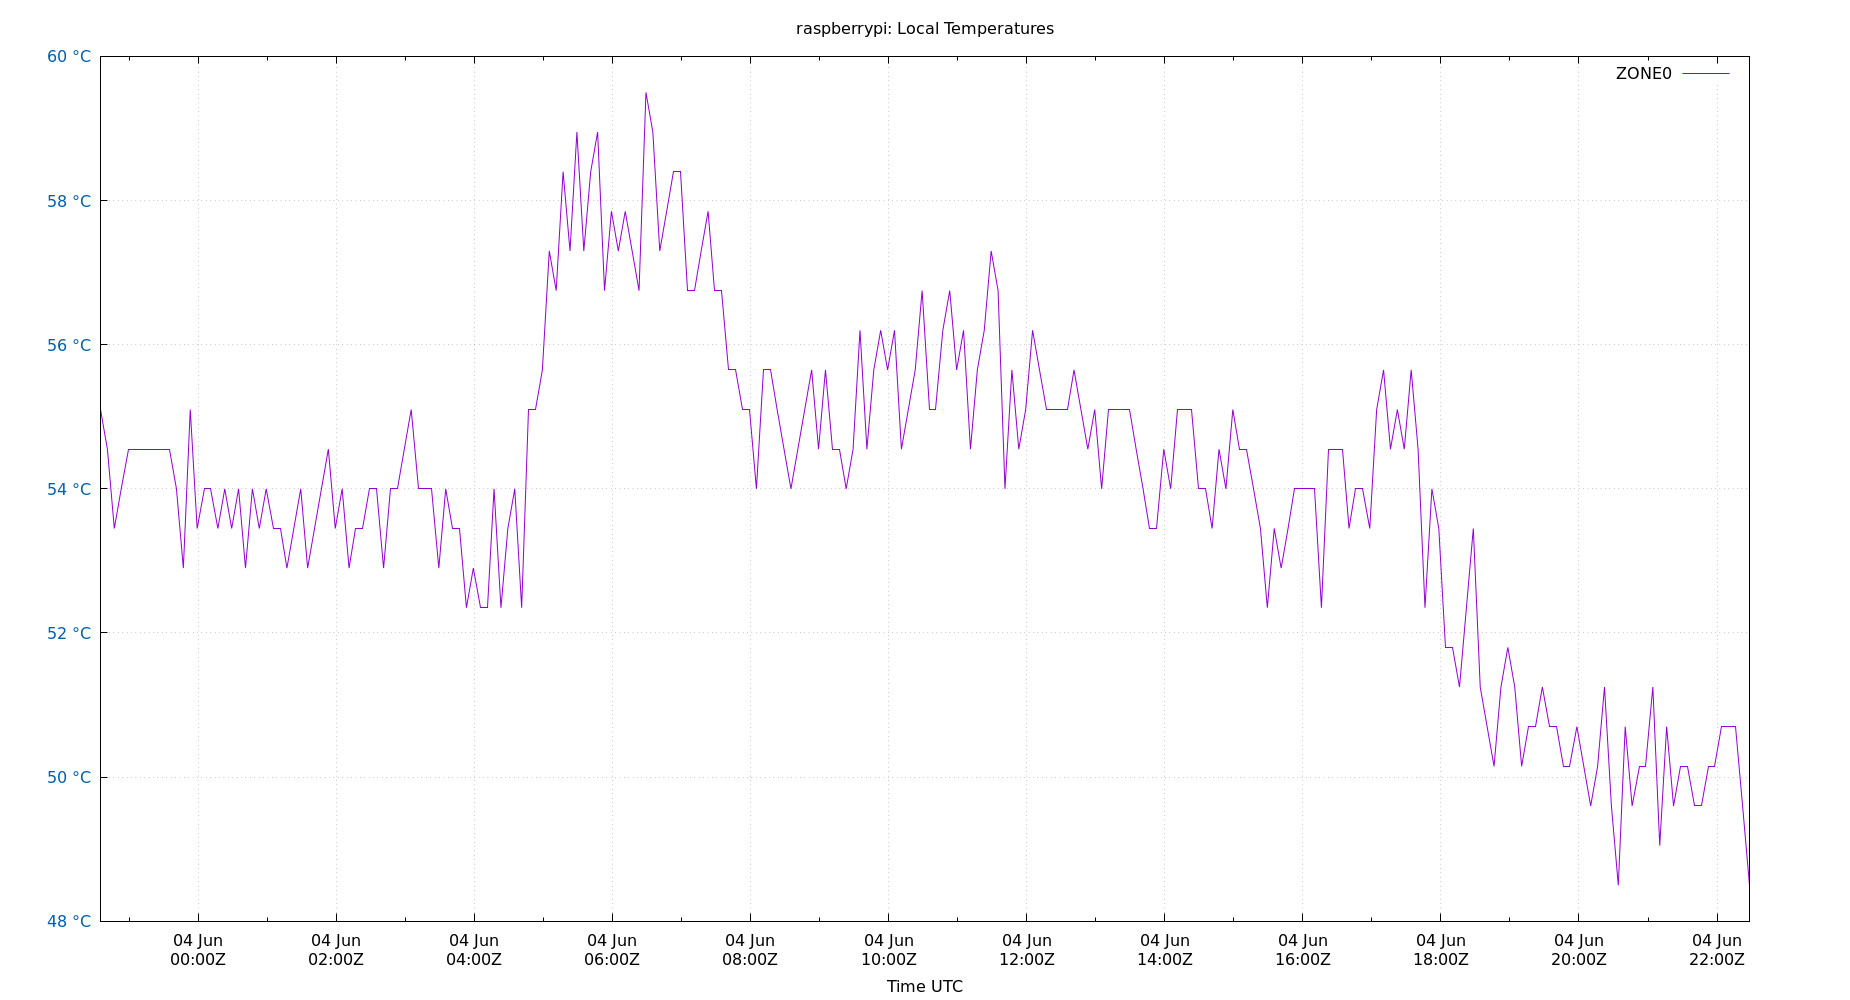 raspberrypi: Local Temperatures
60 °C
ZONE0
58 °C
56 °C
54 °C
52 °C
50 °C
48 °C
04 Jun 04 Jun 04 Jun 04 Jun 04 Jun 04 Jun 04 Jun 04 Jun 04 Jun 04 Jun 04 Jun 04 Jun
00:00Z 02:00Z 04:00Z 06:00Z 08:00Z 10:00Z 12:00Z 14:00Z 16:00Z 18:00Z 20:00Z 22:00Z
Time UTC